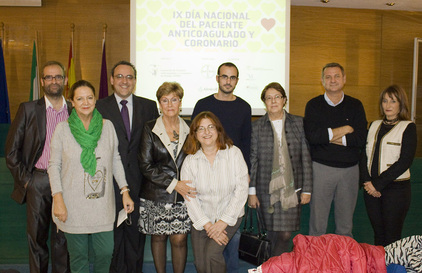 IX DÍA NACIONAL
DEL PACIENTE
ANTICOAGULADO Y
CORONARIO